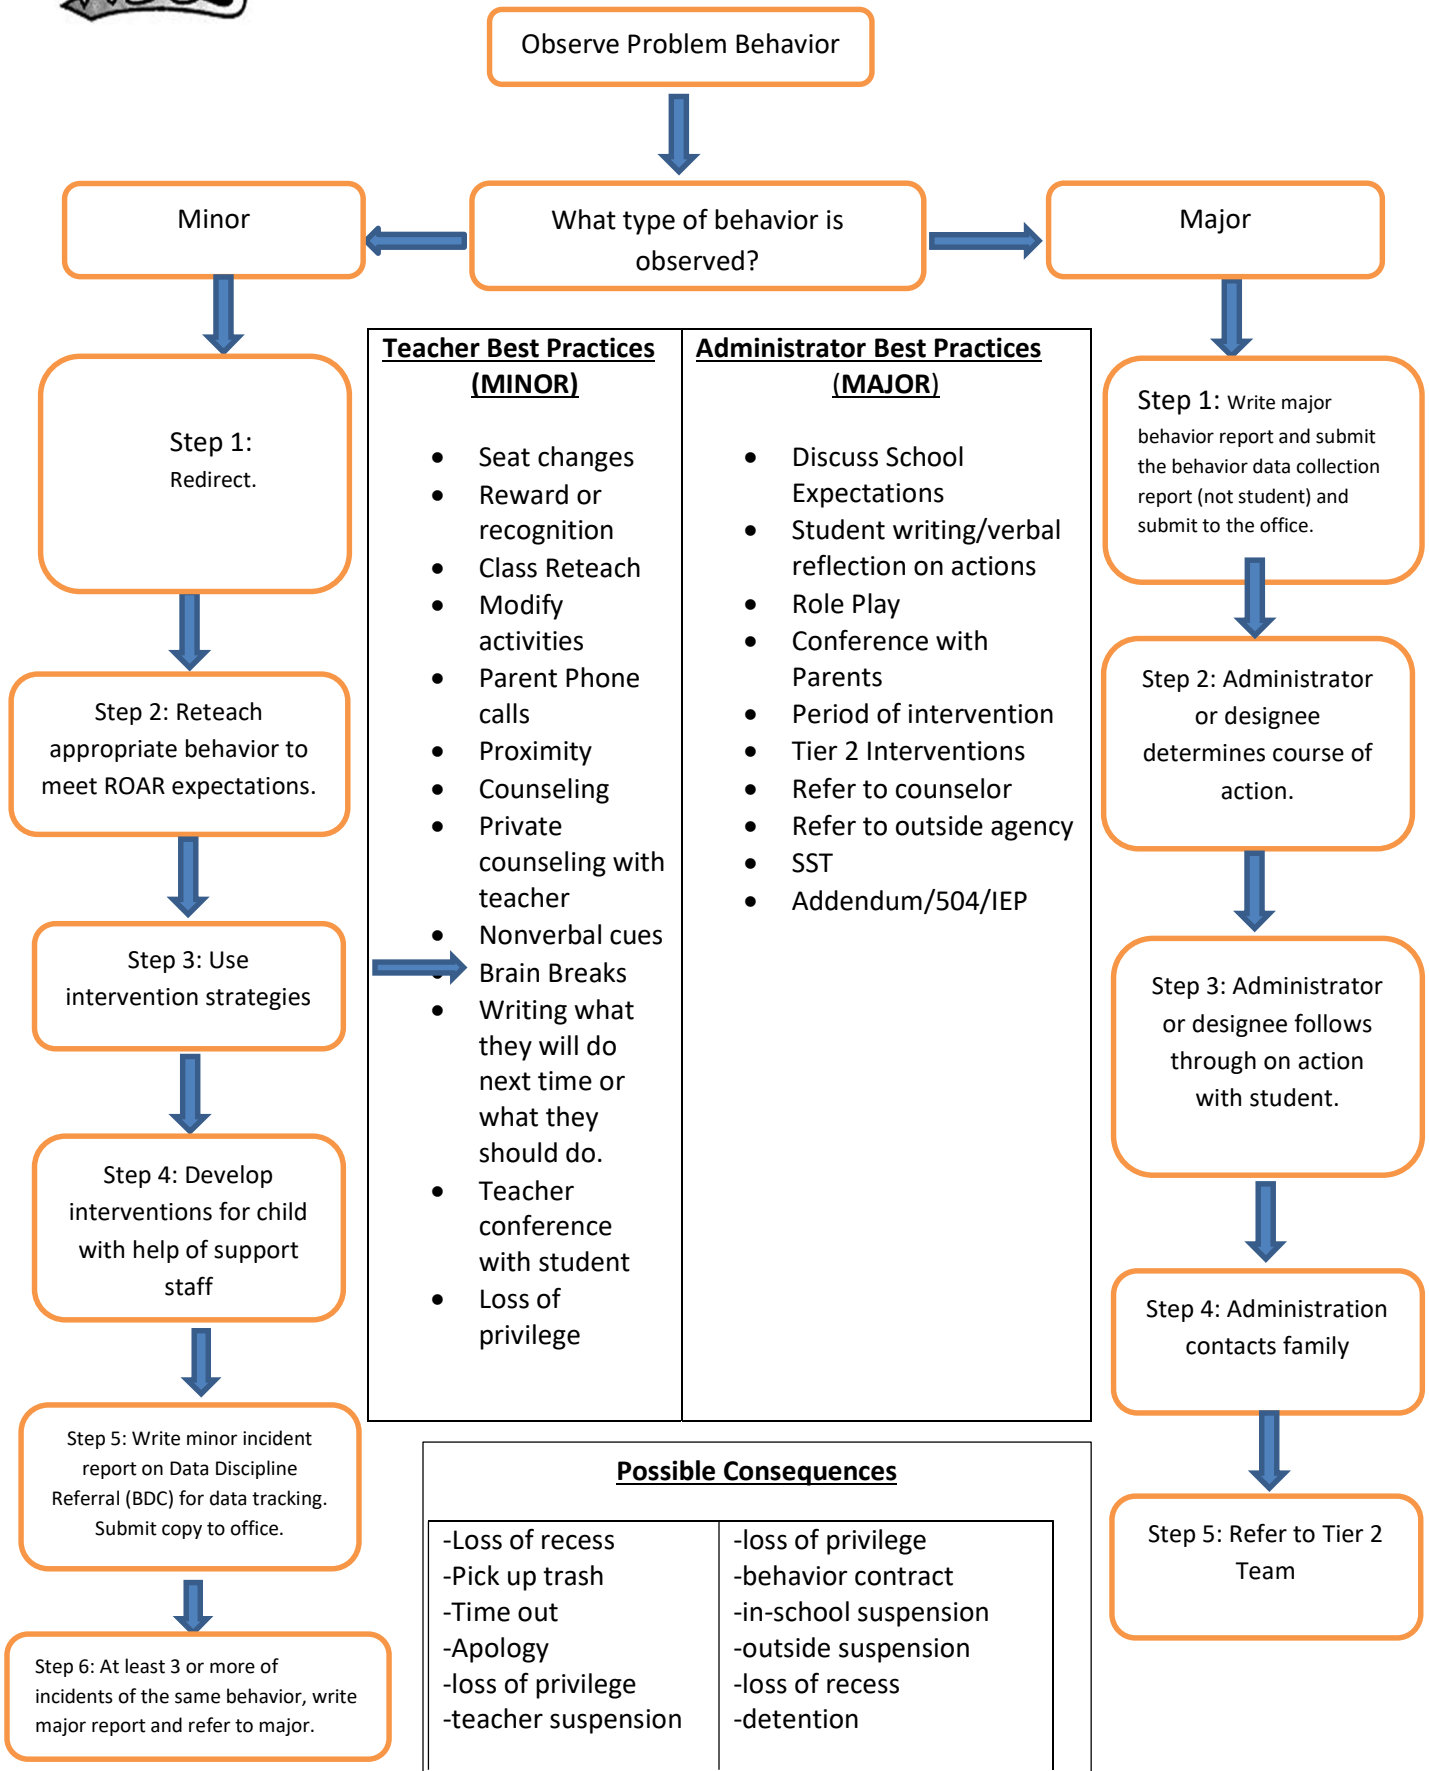 Observe Problem Behavior
Minor
What type of behavior is
observed?
Major
Step 1:
Redirect.
Step 2: Reteach
appropriate behavior to
meet ROAR expectations.
Step 3: Use
intervention strategies
Step 4: Develop
interventions for child
with help of support
staff
Step 5: Write minor incident
report on Data Discipline
Referral (BDC) for data tracking.
Submit copy to office.
Step 6: At least 3 or more of
incidents of the same behavior, write
major report and refer to major.
Teacher Best Practices
(MINOR)
• Seat changes
• Reward or
recognition
• Class Reteach
• Modify
activities
• Parent Phone
calls
• Proximity
• Counseling
• Private
counseling with
teacher
• Nonverbal cues
• Brain Breaks
• Writing what
they will do
next time or
what they
should do.
• Teacher
conference
with student
• Loss of
privilege
Administrator Best Practices
(MAJOR)
• Discuss School
Expectations
• Student writing/verbal
reflection on actions
• Role Play
• Conference with
Parents
• Period of intervention
• Tier 2 Interventions
• Refer to counselor
• Refer to outside agency
• SST
• Addendum/504/IEP
Step 1: Write major
behavior report and submit
the behavior data collection
report (not student) and
submit to the office.
Step 2: Administrator
or designee
determines course of
action.
Step 3: Administrator
or designee follows
through on action
with student.
Step 4: Administration
contacts family
Step 5: Refer to Tier 2
Team
Possible Consequences
-Loss of recess
-Pick up trash
-Time out
-Apology
-loss of privilege
-teacher suspension
-loss of privilege
-behavior contract
-in-school suspension
-outside suspension
-loss of recess
-detention